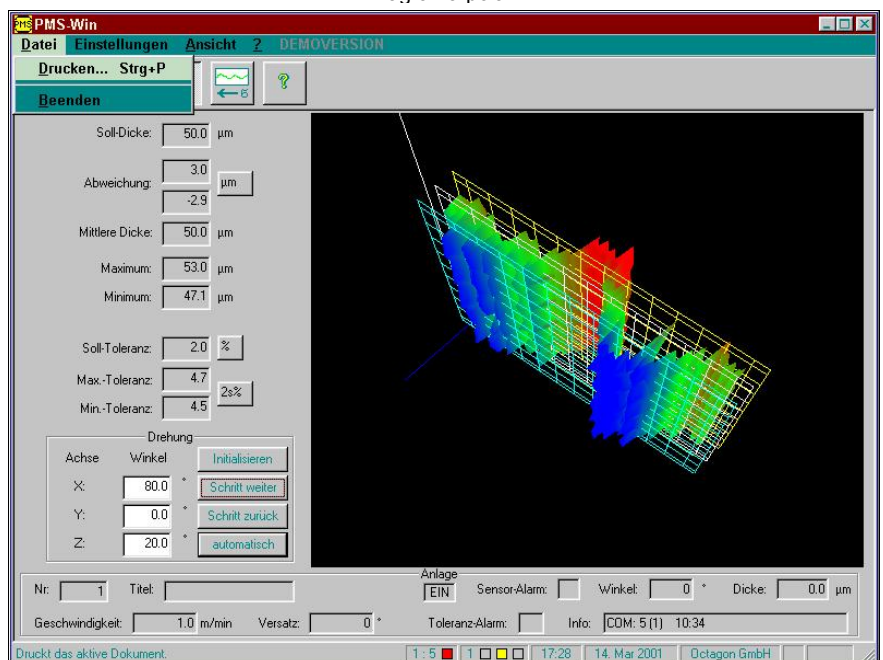 PMS-Win
Datei Einstellungen Ansicht ? DEMOVERSION
Drucken... Strg+P
Beenden
Soll-Dicke: 50.0 µm
Abweichung: 3.0 µm
-2.9
Mittlere Dicke: 50.0 µm
Maximum: 53.0 µm
Minimum: 47.1 µm
Soll-Toleranz: 2.0 %
Max.-Toleranz: 4.7 2s%
Min.-Toleranz: 4.5
Drehung
Achse Winkel Initialisieren
X: 80.0 ° Schritt weiter
Y: 0.0 ° Schritt zurück
Z: 20.0 ° automatisch
Anlage
Nr: 1 Titel: EIN Sensor-Alarm: Winkel: 0 ° Dicke: 0.0 µm
Geschwindigkeit: 1.0 m/min Versatz: 0 ° Toleranz-Alarm: Info: COM: 5 (1) 10:34
Druckt das aktive Dokument. 1 : 5 1 17:28 14. Mar 2001 Octagon GmbH